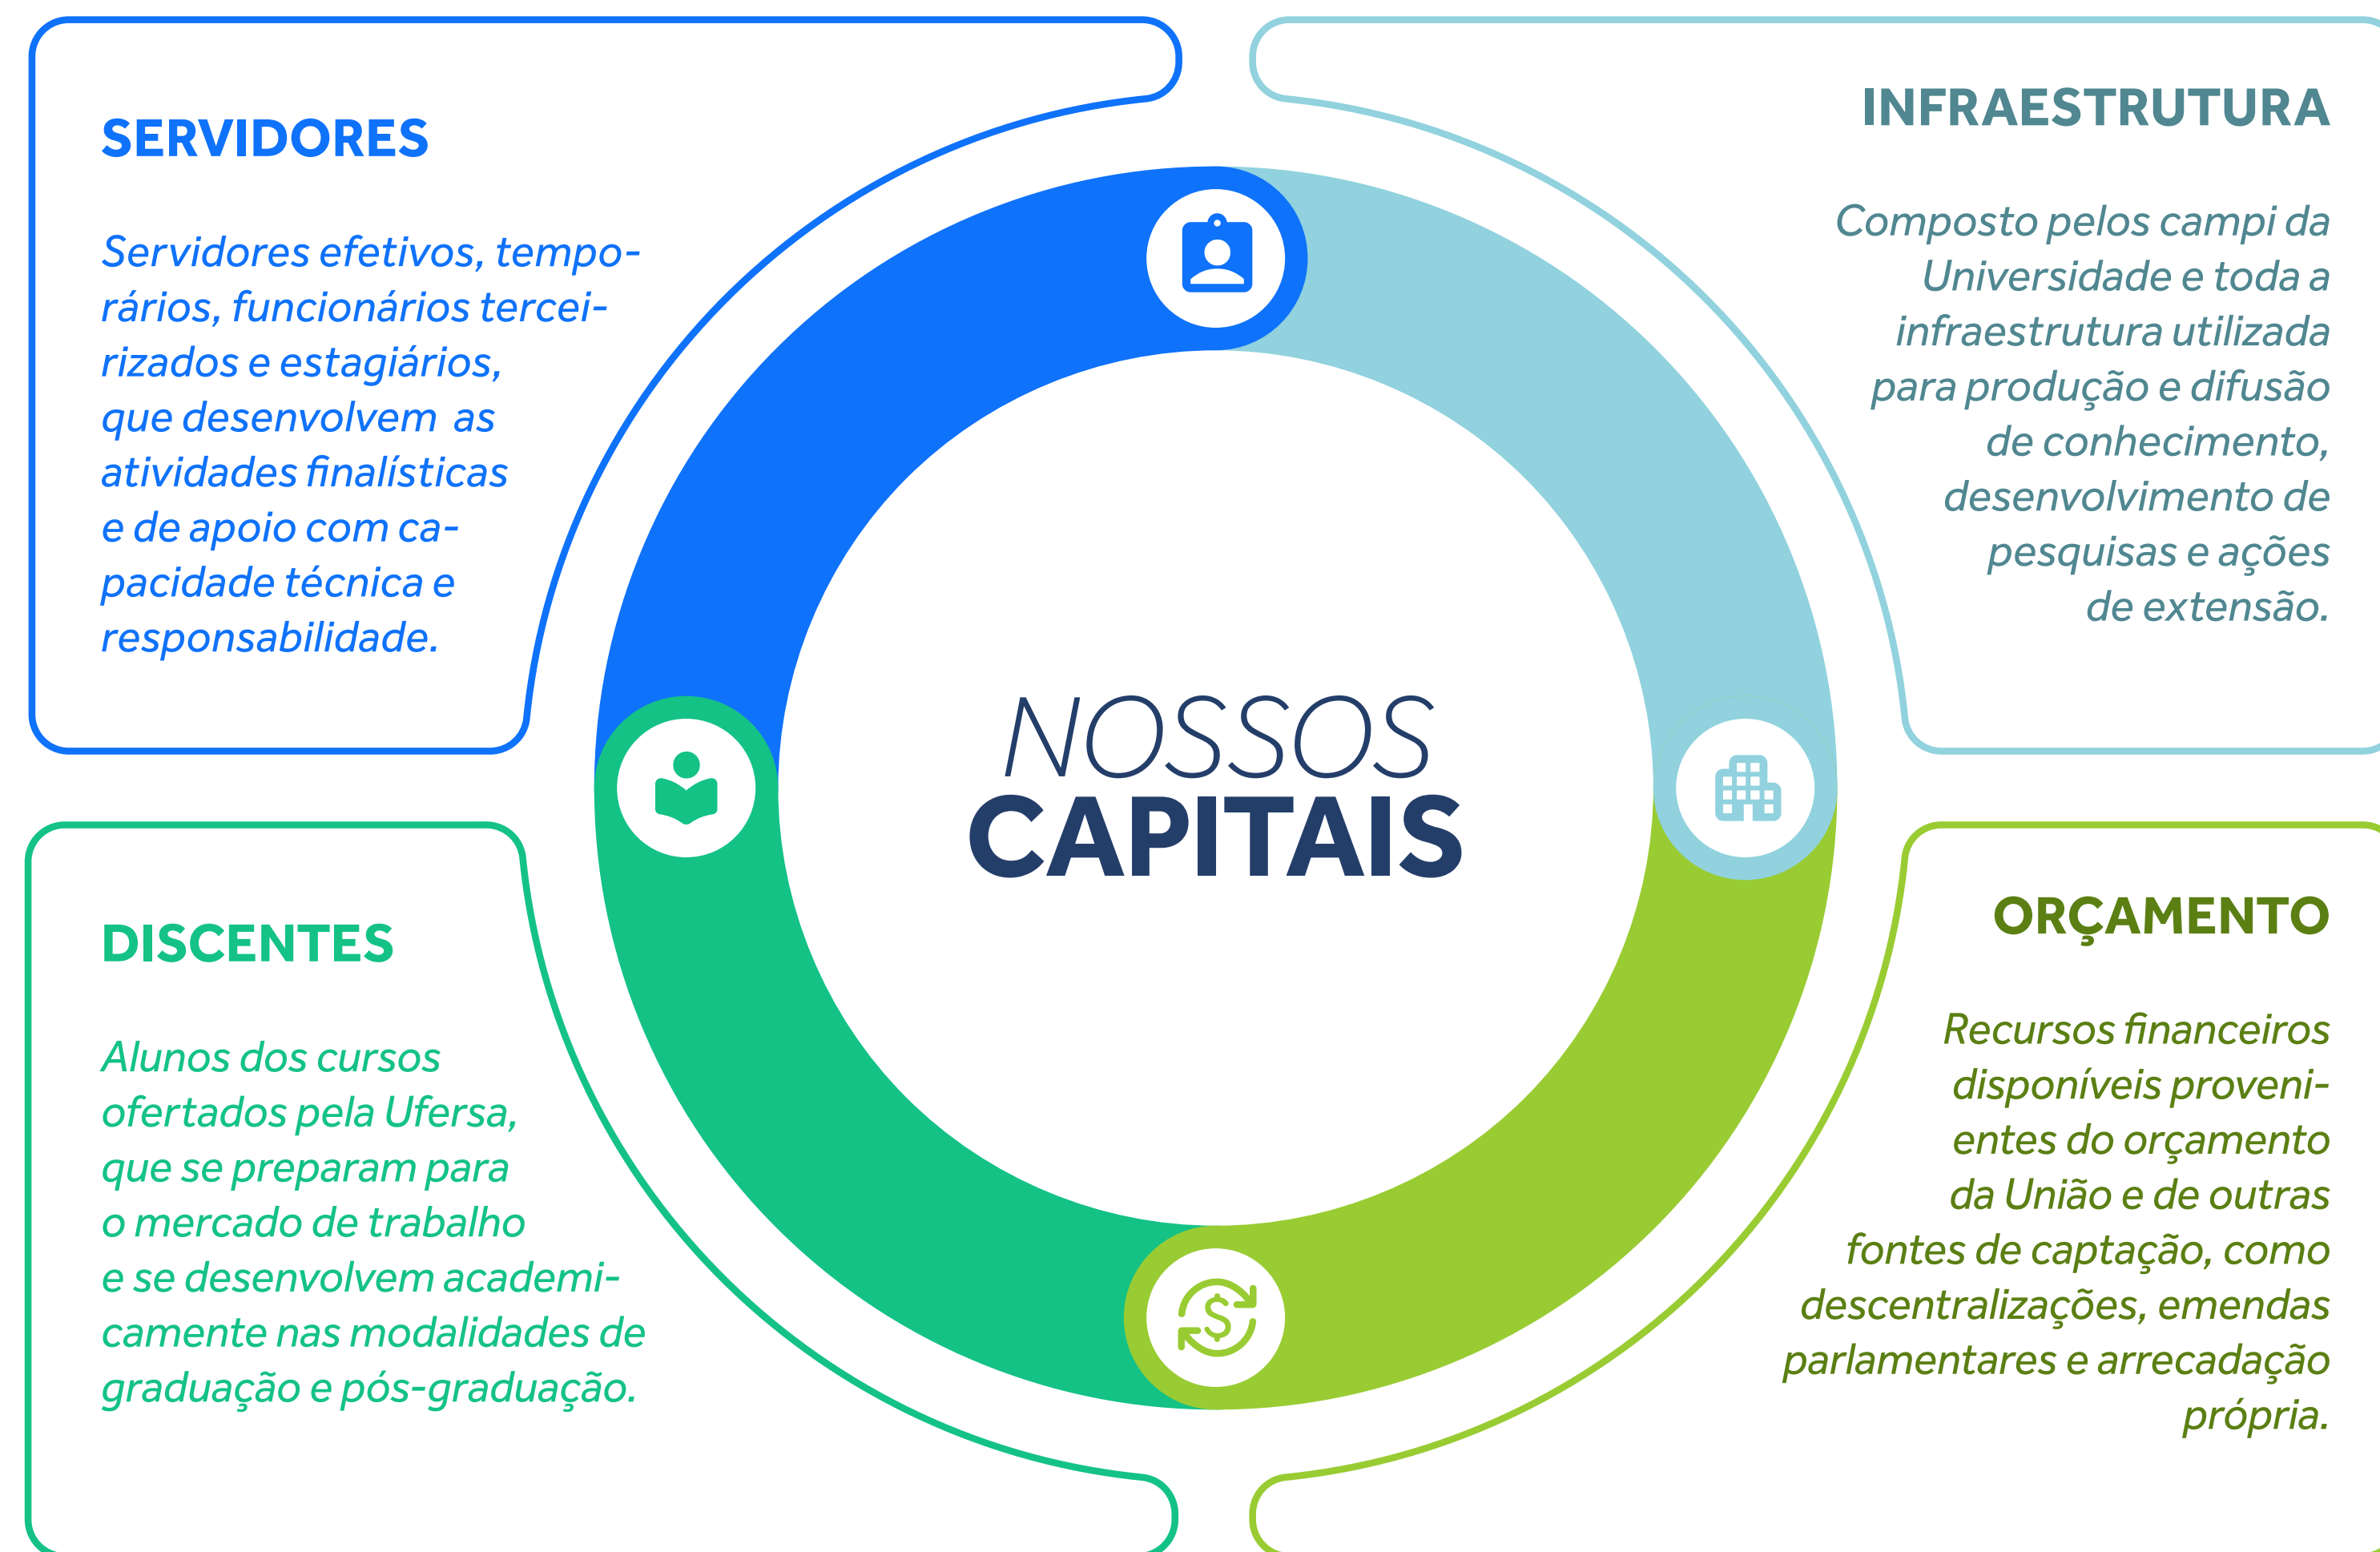 SERVIDORES
Servidores efetivos, tempo-
rários, funcionários tercei-
rizados e estagiários,
que desenvolvem as
atividades finalísticas
e de apoio com ca-
pacidade técnica e
responsabilidade.
INFRAESTRUTURA
Composto pelos campi da
Universidade e toda a
infraestrutura utilizada
para produção e difusão
de conhecimento,
desenvolvimento de
pesquisas e ações
de extensão.
NOSSOS
CAPITAIS
DISCENTES
Alunos dos cursos
ofertados pela Ufersa,
que se preparam para
o mercado de trabalho
e se desenvolvem academi-
camente nas modalidades de
graduação e pós-graduação.
ORÇAMENTO
Recursos financeiros
disponíveis proveni-
entes do orçamento
da União e de outras
fontes de captação, como
descentralizações, emendas
parlamentares e arrecadação
própria.